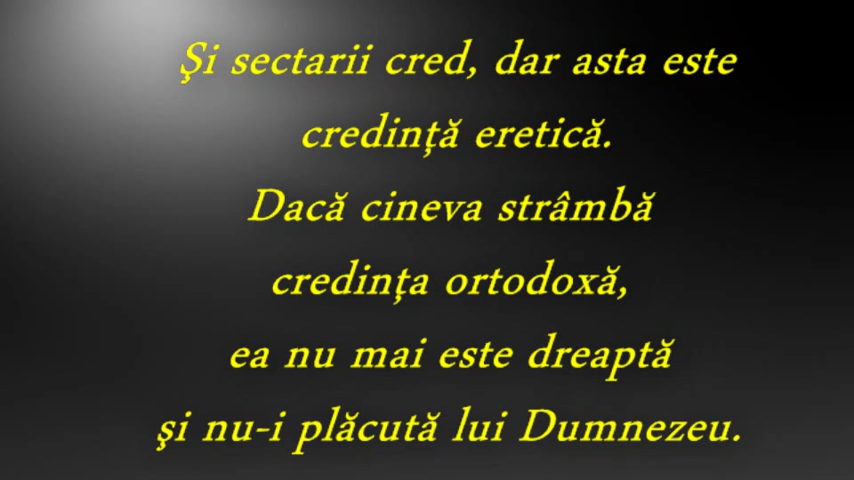 Şi sectarii cred, dar asta este
credinţă eretică.
Dacă cineva strâmbă
credinţa ortodoxă,
ea nu mai este dreaptă
şi nu-i plăcută lui Dumnezeu.